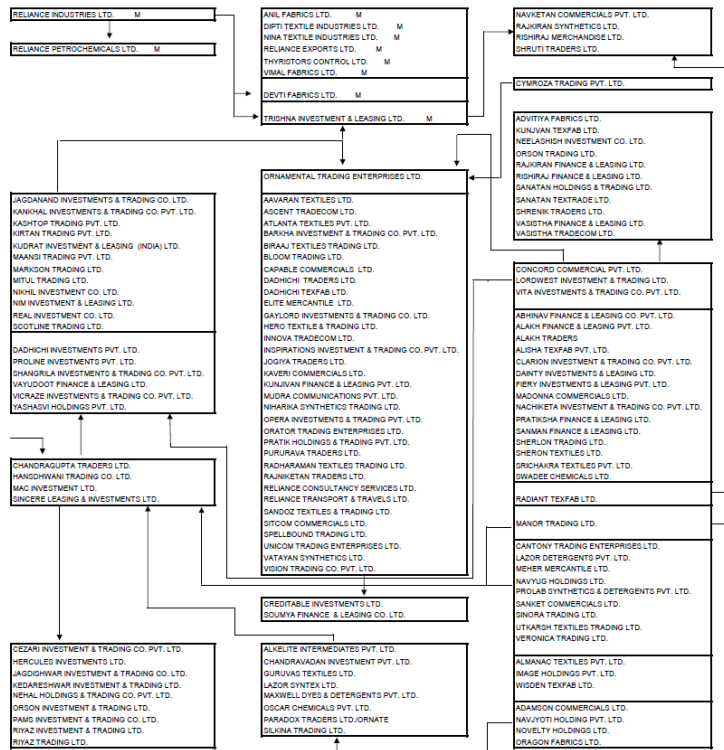 RELIANCE INDUSTRIES LTD. M
RELIANCE PETROCHEMICALS LTD. M
ANIL FABRICS LTD. M
DIPTI TEXTILE INDUSTRIES LTD. M
NINA TEXTILE INDUSTRIES LTD. M
RELIANCE EXPORTS LTD. M
THYRISTORS CONTROL LTD. M
VIMAL FABRICS LTD. M
DEVTI FABRICS LTD. M
TRISHNA INVESTMENT & LEASING LTD. M
NAVKETAN COMMERCIALS PVT. LTD.
RAJKIRAN SYNTHETICS LTD.
RISHIRAJ MERCHANDISE LTD.
SHRUTI TRADERS LTD.
CYMROZA TRADING PVT. LTD.
ADVITIYA FABRICS LTD.
KUNJVAN TEXFAB LTD.
NEELASHISH INVESTMENT CO. LTD.
ORSON TRADING LTD.
RAJKIRAN FINANCE & LEASING LTD.
RISHIRAJ FINANCE & LEASING LTD.
SANATAN HOLDINGS & TRADING LTD.
SANATAN TEXTRADE LTD.
SHRENIK TRADERS LTD.
VASISTHA FINANCE & LEASING LTD.
VASISTHA TRADECOM LTD.
ORNAMENTAL TRADING ENTERPRISES LTD.
JAGDANAND INVESTMENTS & TRADING CO. LTD.
KANKHAL INVESTMENTS & TRADING CO. PVT. LTD.
KASHTOP TRADING PVT. LTD.
KIRTAN TRADING PVT. LTD.
KUDRAT INVESTMENT & LEASING (INDIA) LTD.
MAANSI TRADING PVT. LTD.
MARKSON TRADING LTD.
MITUL TRADING LTD.
NIKHIL INVESTMENT CO. LTD.
NIM INVESTMENT & LEASING LTD.
REAL INVESTMENT CO. LTD.
SCOTLINE TRADING LTD.
DADHICHI INVESTMENTS PVT. LTD.
PROLINE INVESTMENTS PVT. LTD.
SHANGRILA INVESTMENTS & TRADING CO. PVT. LTD.
VAYUDOOT FINANCE & LEASING LTD.
VICRAZE INVESTMENTS & TRADING CO. PVT. LTD.
YASHASVI HOLDINGS PVT. LTD.
AAVARAN TEXTILES LTD.
ASCENT TRADECOM LTD.
ATLANTA TEXTILES PVT. LTD.
BARKHA INVESTMENT & TRADING CO. PVT. LTD.
BIRAAJ TEXTILES TRADING LTD.
BLOOM TRADING LTD.
CAPABLE COMMERCIALS LTD.
DADHICHI TRADERS LTD.
DADHICHI TEXFAB LTD.
ELITE MERCANTILE LTD.
GAYLORD INVESTMENTS & TRADING CO. LTD.
HERO TEXTILE & TRADING LTD.
INNOVA TRADECOM LTD.
INSPIRATIONS INVESTMENT & TRADING CO. PVT. LTD.
JOGIYA TRADERS LTD.
KAVERI COMMERCIALS LTD.
KUNJIVAN FINANCE & LEASING PVT. LTD.
MUDRA COMMUNICATIONS PVT. LTD.
NIHARIKA SYNTHETICS TRADING LTD.
OPERA INVESTMENTS & TRADING PVT. LTD.
ORATOR TRADING ENTERPRISES LTD.
PRATIK HOLDINGS & TRADING PVT. LTD.
PURURAVA TRADERS LTD.
RADHARAMAN TEXTILES TRADING LTD.
RAJNIKETAN TRADERS LTD.
RELIANCE CONSULTANCY SERVICES LTD.
RELIANCE TRANSPORT & TRAVELS LTD.
SANDOZ TEXTILES & TRADING LTD.
SITCOM COMMERCIALS LTD.
SPELLBOUND TRADING LTD.
UNICOM TRADING ENTERPRISES LTD.
VATAYAN SYNTHETICS LTD.
VISION TRADING CO. PVT. LTD.
CONCORD COMMERCIAL PVT. LTD.
LORDWEST INVESTMENT & TRADING LTD.
VITA INVESTMENTS & TRADING CO. PVT. LTD.
ABHINAV FINANCE & LEASING CO. PVT. LTD.
ALAKH FINANCE & LEASING PVT. LTD.
ALAKH TRADERS
ALISHA TEXFAB PVT. LTD.
CLARION INVESTMENT & TRADING CO. PVT. LTD.
DAINTY INVESTMENTS & LEASING LTD.
FIERY INVESTMENTS & LEASING PVT. LTD.
MADONNA COMMERCIALS LTD.
NACHIKETA INVESTMENT & TRADING CO. PVT. LTD.
PRATIKSHA FINANCE & LEASING LTD.
SANMAN FINANCE & LEASING LTD.
SHERLON TRADING LTD.
SHERON TEXTILES LTD.
SRICHAKRA TEXTILES PVT. LTD.
SWADEE CHEMICALS LTD.
RADIANT TEXFAB LTD.
MANOR TRADING LTD.
CANTONY TRADING ENTERPRISES LTD.
LAZOR DETERGENTS PVT. LTD.
MEHER MERCANTILE LTD.
NAVYUG HOLDINGS LTD.
PROLAB SYNTHETICS & DETERGENTS PVT. LTD.
SANKET COMMERCIALS LTD.
SINORA TRADING LTD.
UTKARSH TEXTILES TRADING LTD.
VERONICA TRADING LTD.
ALMANAC TEXTILES PVT. LTD.
IMAGE HOLDINGS PVT. LTD.
WISDEN TEXFAB LTD.
ADAMSON COMMERCIALS LTD.
NAVJYOTI HOLDING PVT. LTD.
NOVELTY HOLDINGS LTD.
ORAGON FABRICS LTD.
CHANDRAGUPTA TRADERS LTD.
HANSDHWANI TRADING CO. LTD.
MAC INVESTMENT LTD.
SINCERE LEASING & INVESTMENTS LTD.
CREDITABLE INVESTMENTS LTD.
SOUMYA FINANCE & LEASING CO. LTD.
CEZARI INVESTMENT & TRADING CO. PVT. LTD.
HERCULES INVESTMENTS LTD.
JAGDISHWAR INVESTMENT & TRADING CO. LTD.
KEDARESHWAR INVESTMENT & TRADING LTD.
NEHAL HOLDINGS & TRADING CO. PVT. LTD.
ORSON INVESTMENT & TRADING LTD.
PAMS INVESTMENT & TRADING CO. LTD.
RIYAZ INVESTMENT & TRADING LTD.
RIYAZ TRADING LTD.
ALKELITE INTERMEDIATES PVT. LTD.
CHANDRAVADAN INVESTMENT PVT. LTD.
GURUVAS TEXTILES LTD.
LAZOR SYNTEX LTD.
MAXWELL DYES & DETERGENTS PVT. LTD.
OSCAR CHEMICALS PVT. LTD.
PARADOX TRADERS LTD./ORNATE
SILKINA TRADING LTD.